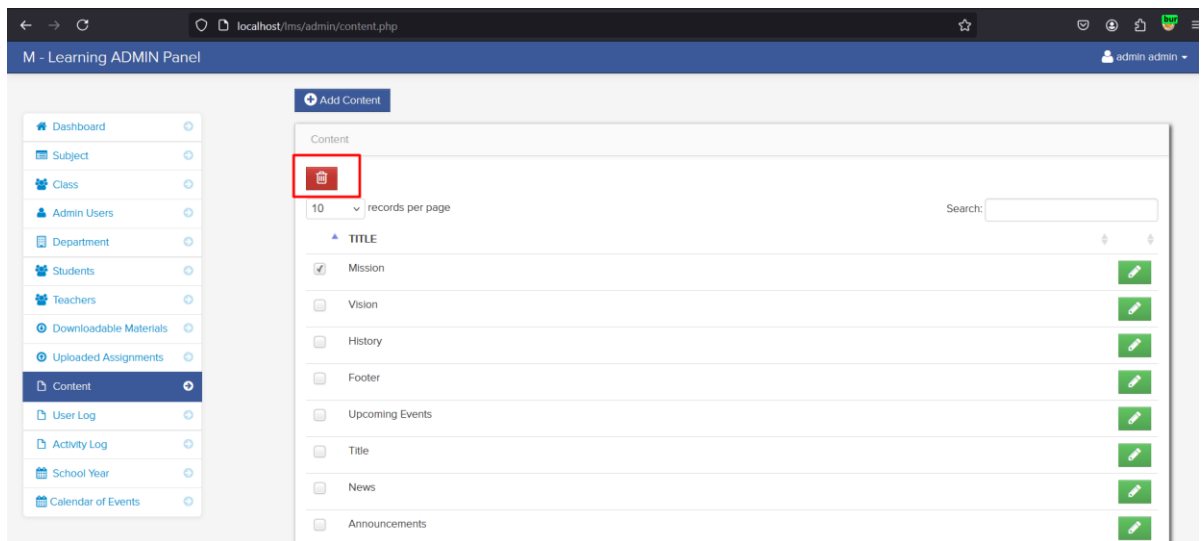 localhost/lms/admin/content.php
bur
M - Learning ADMIN Panel
admin admin
Add Content
Dashboard
Subject
Class
Admin Users
Department
Students
Teachers
Downloadable Materials
Uploaded Assignments
Content
User Log
Activity Log
School Year
Calendar of Events
Content
10 records per page
Search:
TITLE
Mission
Vision
History
Footer
Upcoming Events
Title
News
Announcements